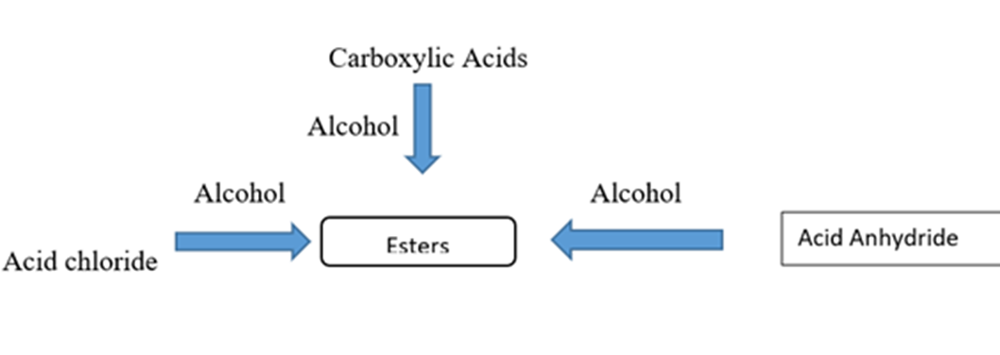 Carboxylic Acids
Alcohol
Alcohol
Alcohol
Esters
Acid Anhydride
Acid chloride